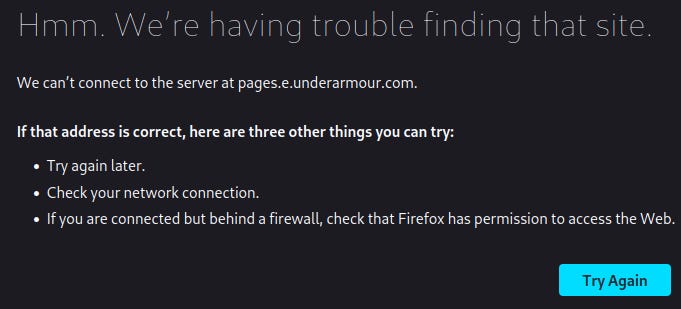 Hmm. We’re having trouble finding that site.
We can’t connect to the server at pages.e.underarmour.com.
If that address is correct, here are three other things you can try:
• Try again later.
• Check your network connection.
• If you are connected but behind a firewall, check that Firefox has permission to access the Web.
Try Again